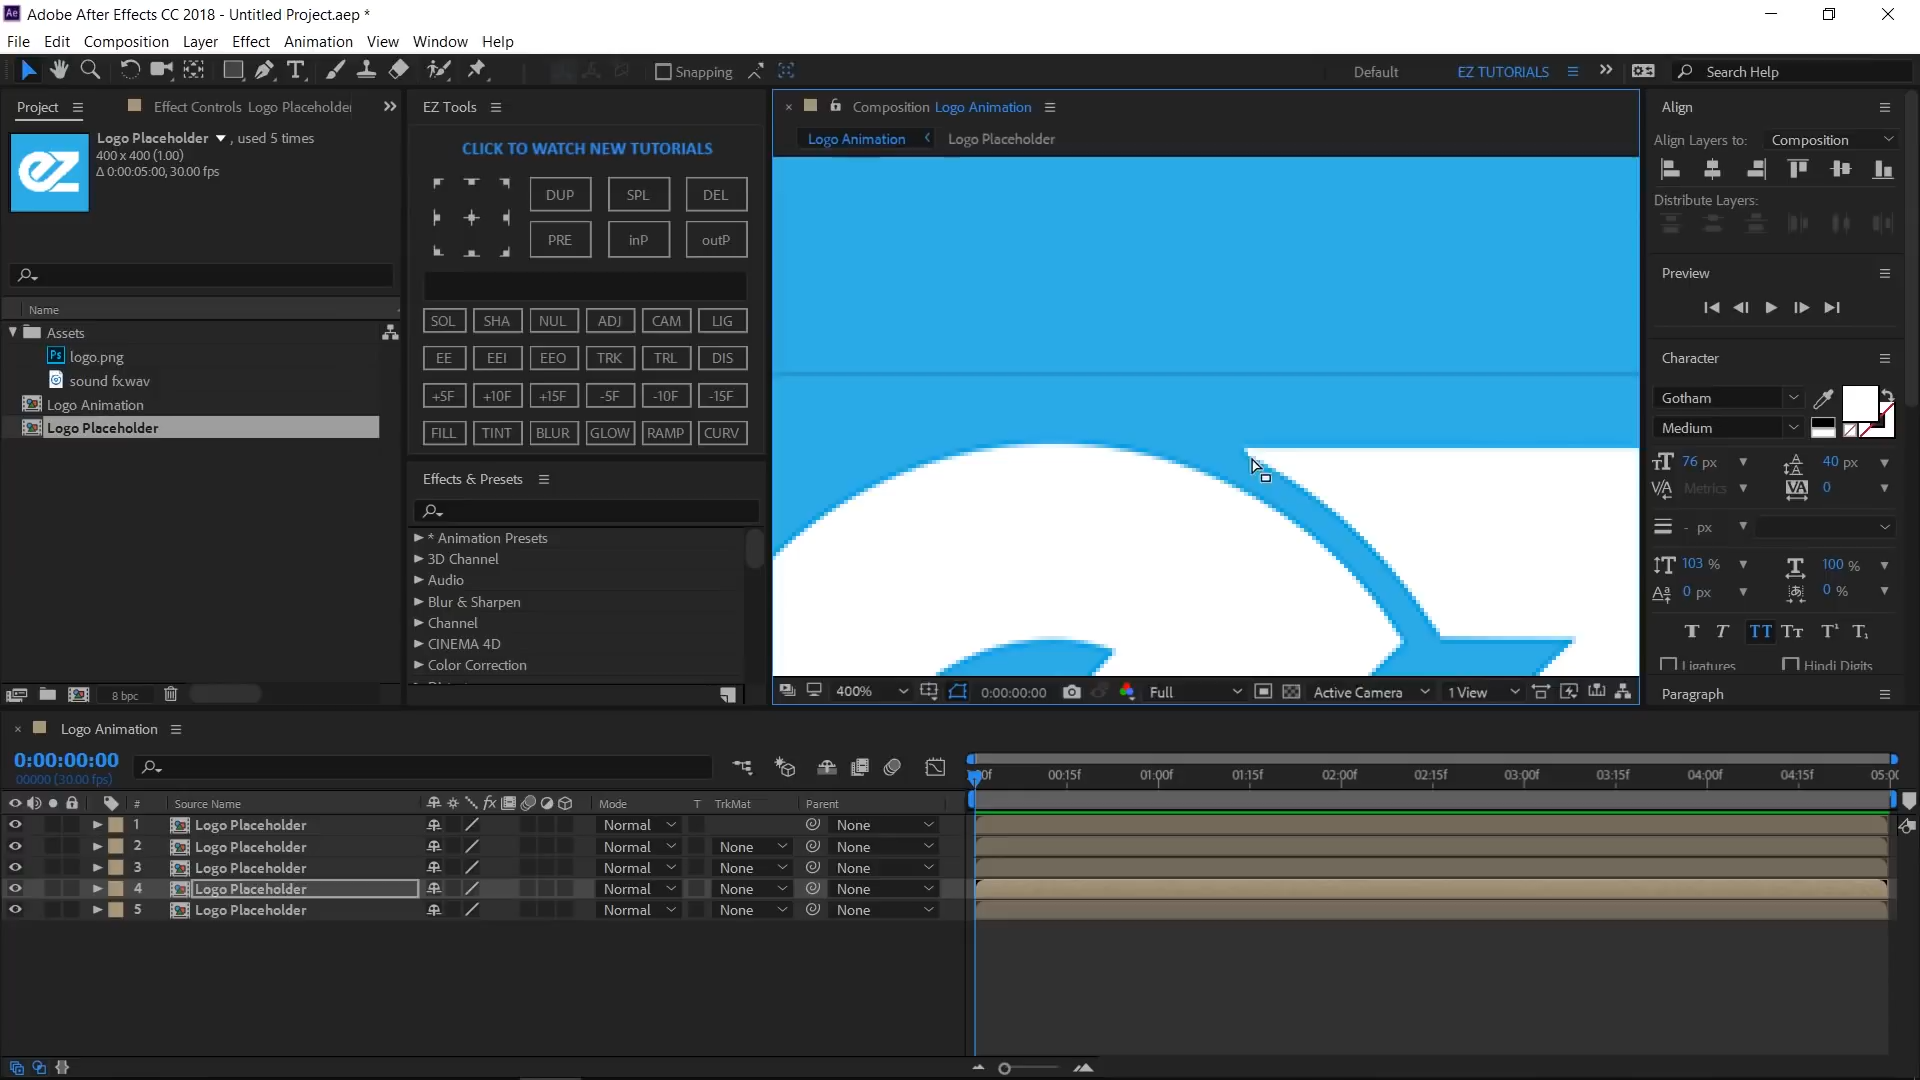 Adobe After Effects CC 2018 - Untitled Project.aep *
File Edit Composition Layer Effect Animation View Window Help
Snapping Default EZ TUTORIALS Search Help
Project Effect Controls Logo Placeholder
Logo Placeholder , used 5 times
400 x 400 (1.00)
Δ 0:00:05:00, 30.00 fps
ez
Name
Assets
logo.png
sound fx.wav
Logo Animation
Logo Placeholder
8 bpc
EZ Tools
CLICK TO WATCH NEW TUTORIALS
DUP SPL DEL
PRE inP outP
SOL SHA NUL ADJ CAM LIG
EE EEI EEO TRK TRL DIS
+5F +10F +15F -5F -10F -15F
FILL TINT BLUR GLOW RAMP CURV
Effects & Presets
* Animation Presets
3D Channel
Audio
Blur & Sharpen
Channel
CINEMA 4D
Color Correction
Composition Logo Animation
Logo Animation Logo Placeholder
400% 0:00:00:00 Full Active Camera 1 View
Align
Align Layers to: Composition
Distribute Layers:
Preview
Character
Gotham
Medium
76 px 40 px
Metrics 0
- px
103 % 100 %
0 px 0 %
Ligatures Hindi Digits
Paragraph
Logo Animation
0:00:00:00
00000 (30.00 fps)
00:15f 01:00f 01:15f 02:00f 02:15f 03:00f 03:15f 04:00f 04:15f
# Source Name Mode T TrkMat Parent
1 Logo Placeholder Normal None
2 Logo Placeholder Normal None None
3 Logo Placeholder Normal None None
4 Logo Placeholder Normal None None
5 Logo Placeholder Normal None None